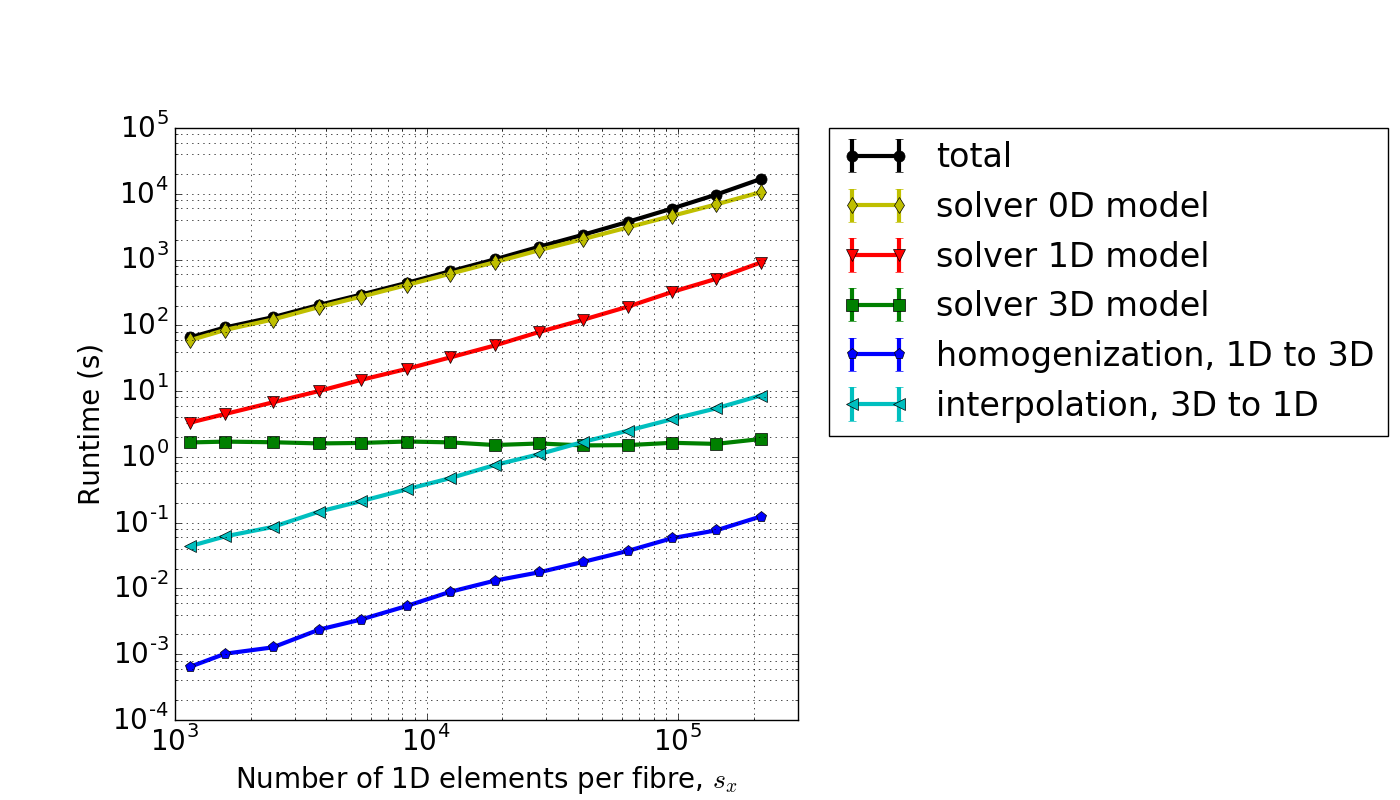 10^5
10^4
10^3
10^2
10^1
10^0
10^-1
10^-2
10^-3
10^-4
Runtime (s)
10^3 10^4 10^5
Number of 1D elements per fibre, s_x
total
solver 0D model
solver 1D model
solver 3D model
homogenization, 1D to 3D
interpolation, 3D to 1D